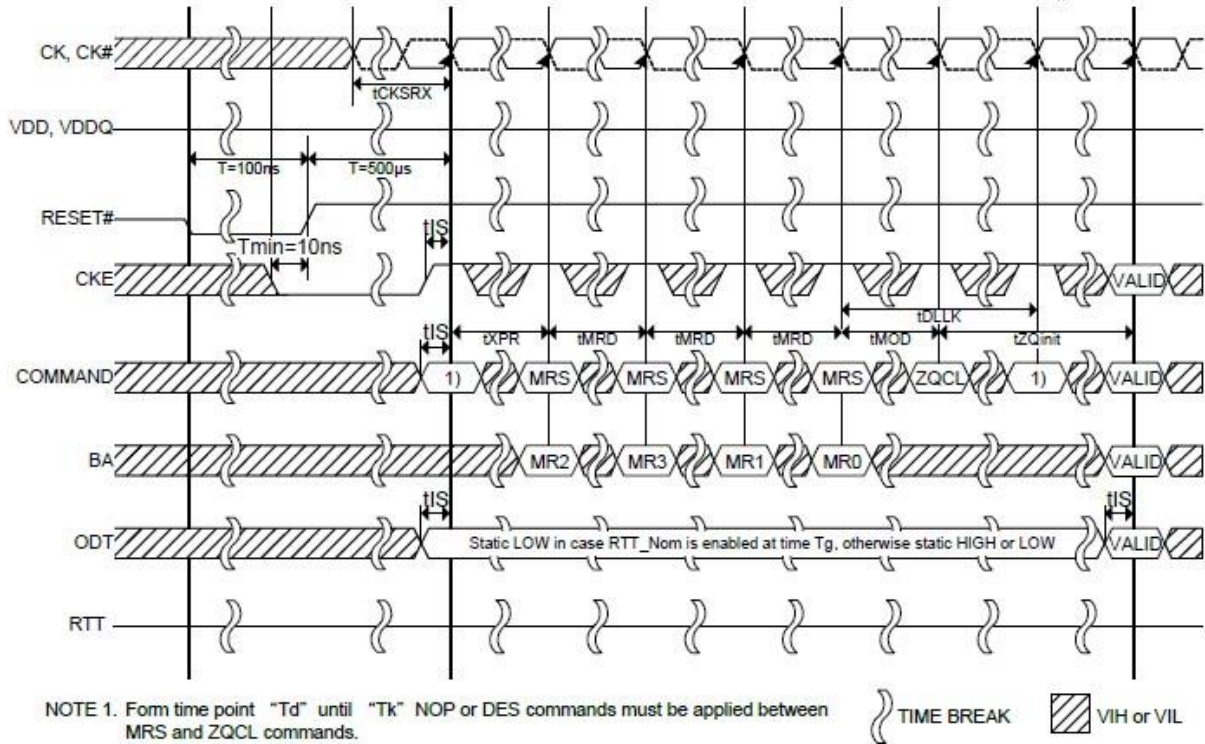 CK, CK#
tCKSRX
VDD, VDDQ
T=100ns T=500µs
RESET#
Tmin=10ns tIS
CKE VALID
tDLLK
tIS tXPR tMRD tMRD tMRD tMOD tZQinit
COMMAND 1) MRS MRS MRS MRS ZQCL 1) VALID
BA MR2 MR3 MR1 MR0 VALID
tIS tIS
ODT Static LOW in case RTT_Nom is enabled at time Tg, otherwise static HIGH or LOW VALID
RTT
NOTE 1. Form time point “Td” until “Tk” NOP or DES commands must be applied between
MRS and ZQCL commands.
TIME BREAK VIH or VIL